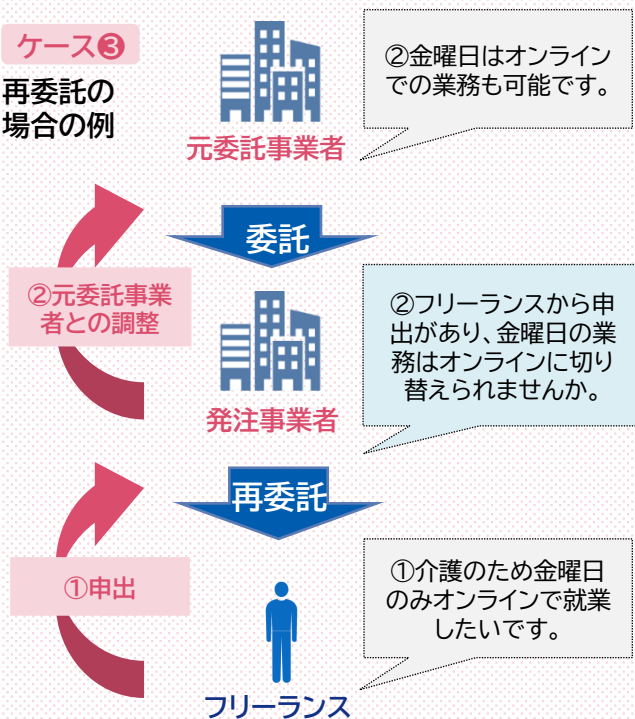 ケース❸
再委託の
場合の例
元委託事業者
②金曜日はオンライン
での業務も可能です。
委託
②元委託事業
者との調整
発注事業者
②フリーランスから申
出があり、金曜日の業
務はオンラインに切り
替えられませんか。
再委託
①申出
①介護のため金曜日
のみオンラインで就業
したいです。
フリーランス